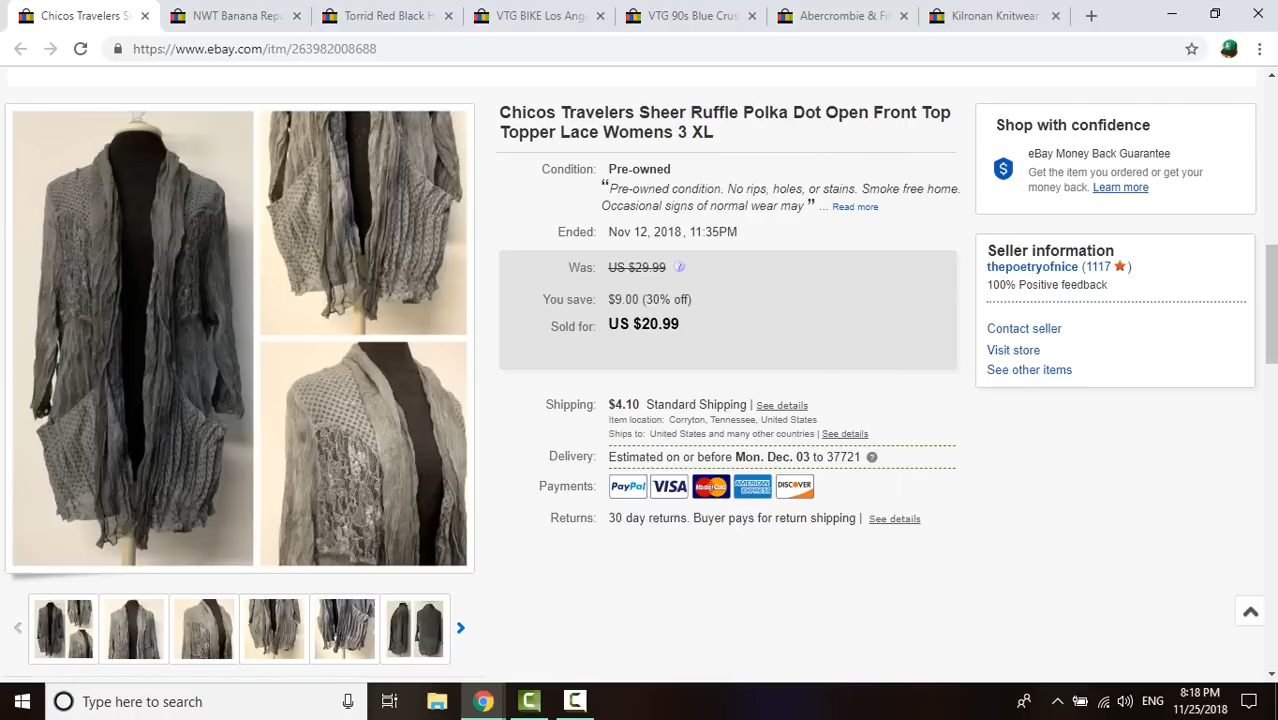 Chicos Travelers S
NWT Banana Rep
Torrid Red Black H
VTG BIKE Los Ang
VTG 90s Blue Crus
Abercrombie & Fi
Kilronan Knitwear
https://www.ebay.com/itm/263982008688
Chicos Travelers Sheer Ruffle Polka Dot Open Front Top
Topper Lace Womens 3 XL
Condition: Pre-owned
"Pre-owned condition. No rips, holes, or stains. Smoke free home.
Occasional signs of normal wear may " ... Read more
Ended: Nov 12, 2018 , 11:35PM
Was: US $29.99
You save: $9.00 (30% off)
Sold for: US $20.99
Shipping: $4.10 Standard Shipping | See details
Item location: Corryton, Tennessee, United States
Ships to: United States and many other countries | See details
Delivery: Estimated on or before Mon. Dec. 03 to 37721
Payments: PayPal VISA MasterCard AMERICAN EXPRESS DISCOVER
Returns: 30 day returns. Buyer pays for return shipping | See details
Shop with confidence
eBay Money Back Guarantee
Get the item you ordered or get your
money back. Learn more
Seller information
thepoetryofnice (1117 )
100% Positive feedback
Contact seller
Visit store
See other items
Type here to search
ENG
8:18 PM
11/25/2018